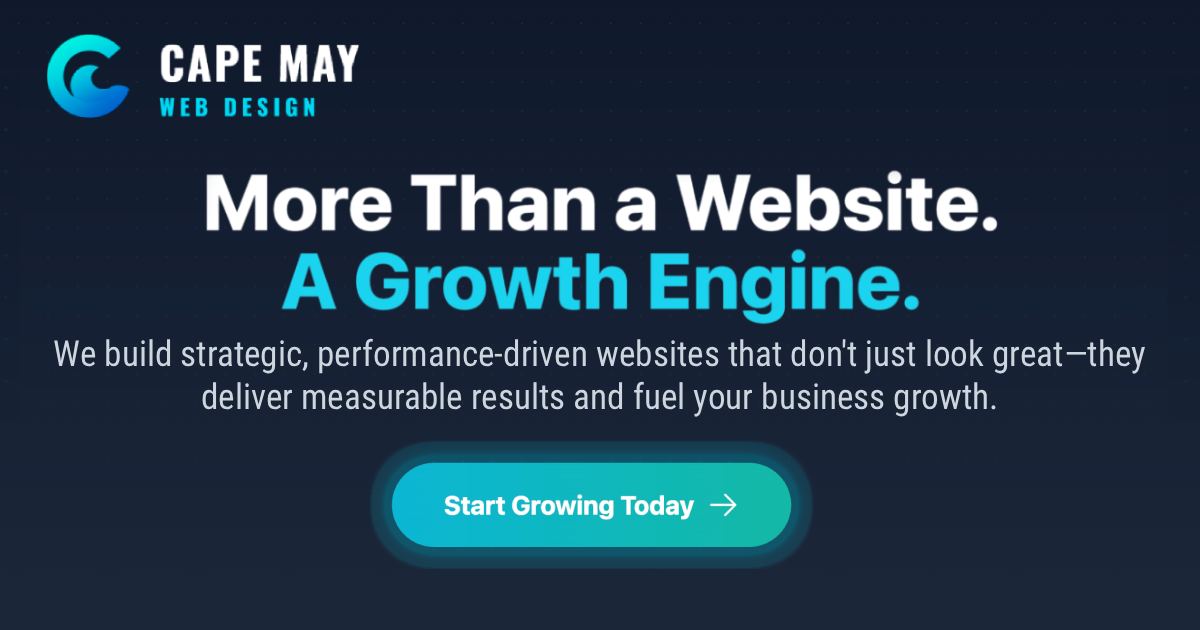 CAPE MAY
WEB DESIGN
More Than a Website.
A Growth Engine.
We build strategic, performance-driven websites that don't just look great—they
deliver measurable results and fuel your business growth.
Start Growing Today →